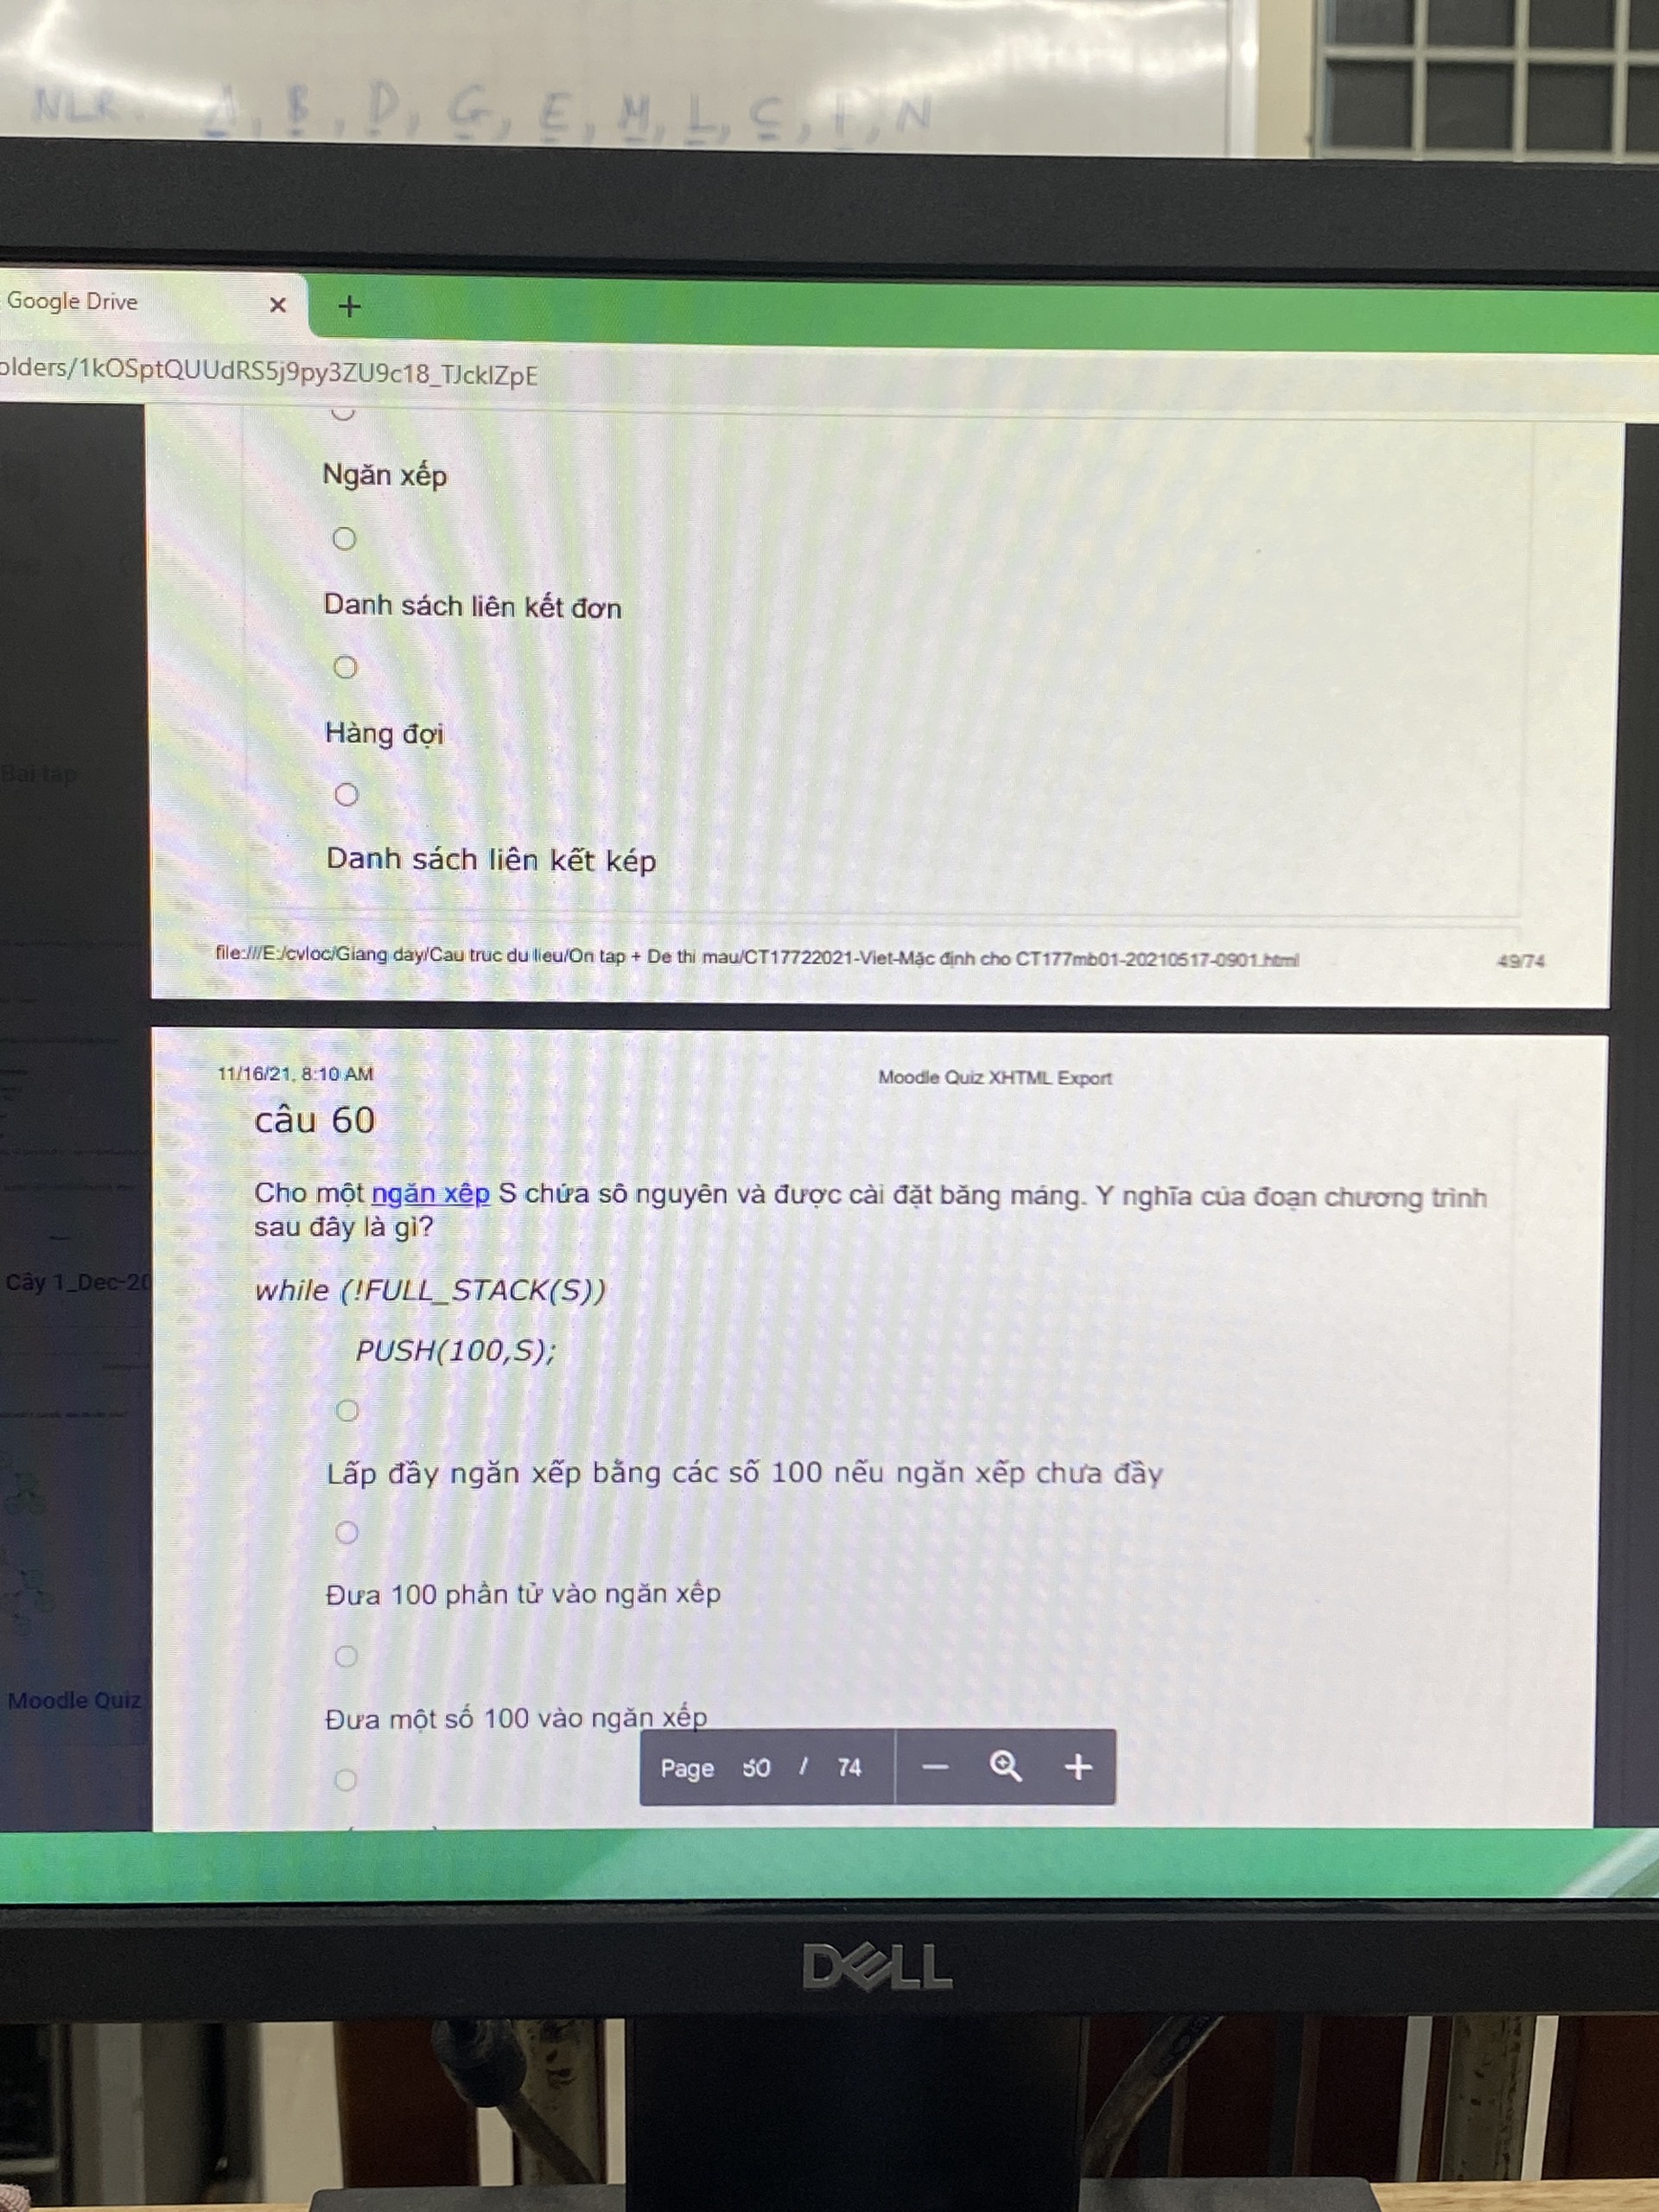 NLR: A, B, D, G, E, M, L, C, F, N
Google Drive
olders/1kOSptQUUdRS5j9py3ZU9c18_TJcklZpE
Ngăn xếp
Danh sách liên kết đơn
Hàng đợi
Bai tap
Danh sách liên kết kép
file:///E:/cvloc/Giang day/Cau truc du lieu/On tap + De thi mau/CT17722021-Viet-Mặc định cho CT177mb01-20210517-0901.html 49/74
11/16/21, 8:10 AM Moodle Quiz XHTML Export
câu 60
Cho một ngăn xếp S chứa số nguyên và được cài đặt bằng mảng. Ý nghĩa của đoạn chương trình
sau đây là gì?
Cây 1_Dec-20
while (!FULL_STACK(S))
PUSH(100,S);
Lấp đầy ngăn xếp bằng các số 100 nếu ngăn xếp chưa đầy
Đưa 100 phần tử vào ngăn xếp
Moodle Quiz
Đưa một số 100 vào ngăn xếp
Page 50 / 74
DELL